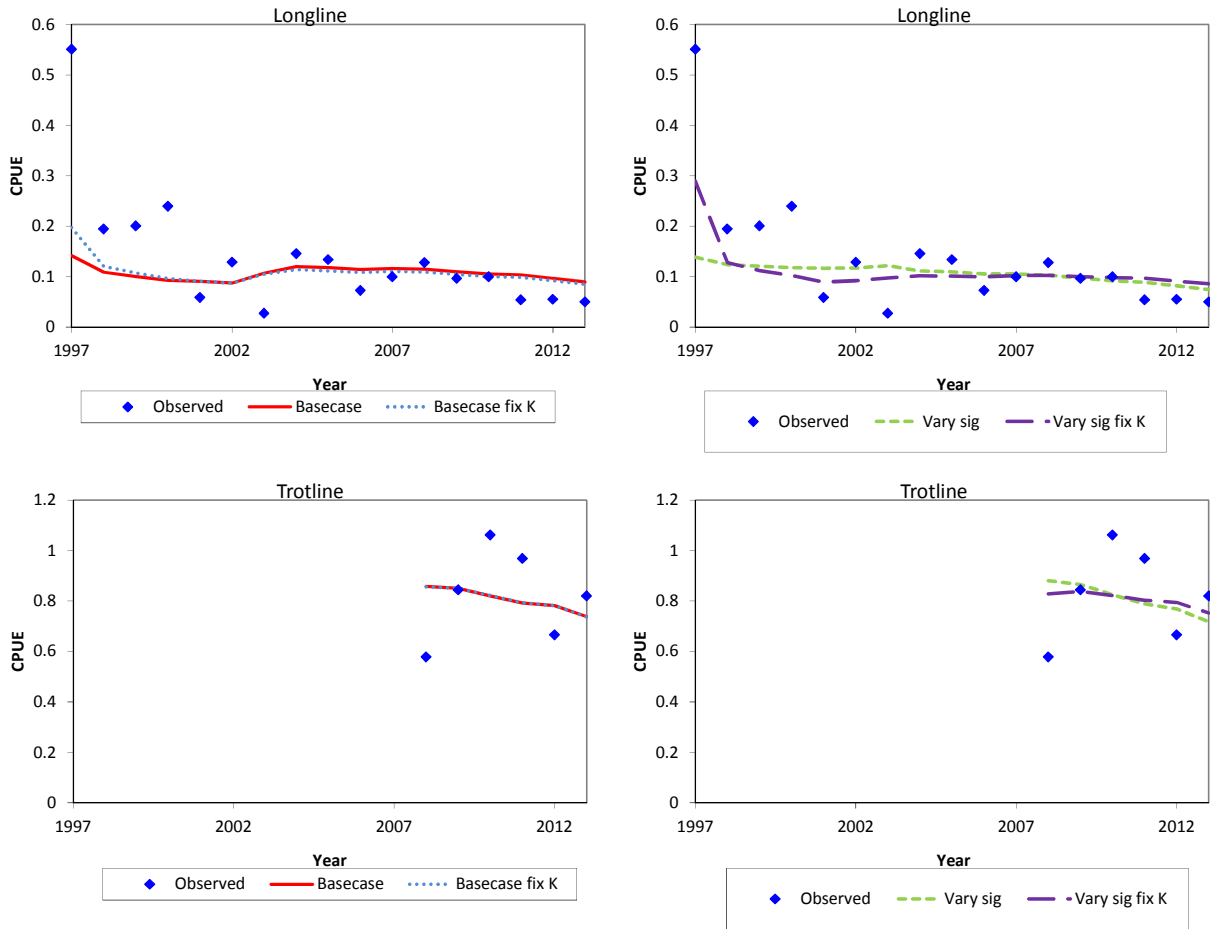 Longline
0.6
0.5
0.4
0.3
0.2
0.1
0
CPUE
1997 2002 2007 2012
Year
Observed Basecase Basecase fix K
Longline
0.6
0.5
0.4
0.3
0.2
0.1
0
CPUE
1997 2002 2007 2012
Year
Observed Vary sig Vary sig fix K
Trotline
1.2
1
0.8
0.6
0.4
0.2
0
CPUE
1997 2002 2007 2012
Year
Observed Basecase Basecase fix K
Trotline
1.2
1
0.8
0.6
0.4
0.2
0
CPUE
1997 2002 2007 2012
Year
Observed Vary sig Vary sig fix K